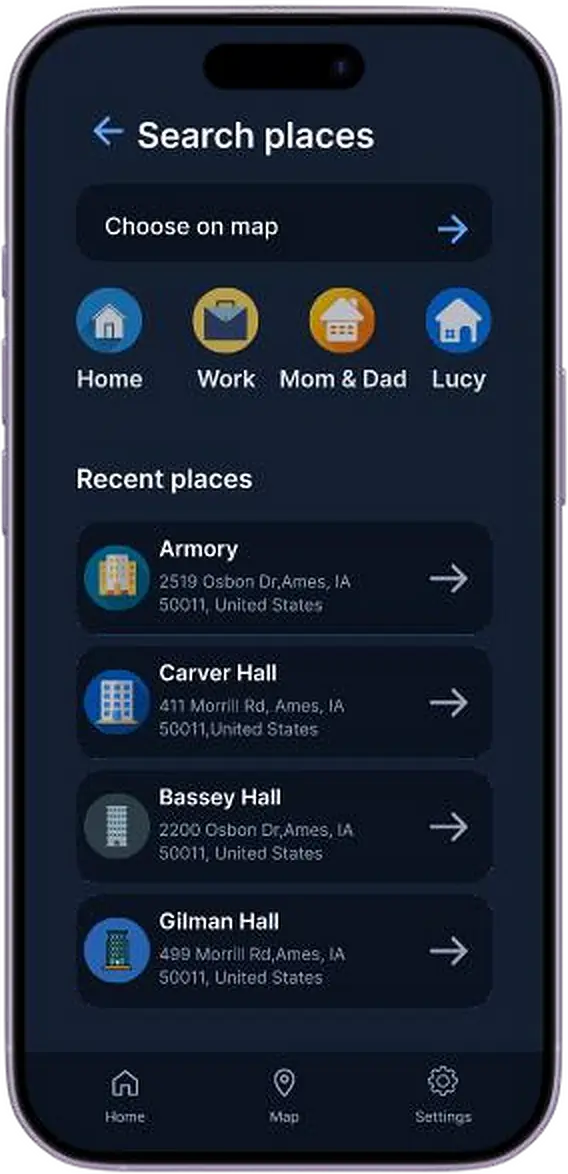 Search places
Choose on map
Home
Work
Mom & Dad
Lucy
Recent places
Armory
2519 Osbon Dr,Ames, IA
50011, United States
Carver Hall
411 Morrill Rd, Ames, IA
50011,United States
Bassey Hall
2200 Osbon Dr,Ames, IA
50011, United States
Gilman Hall
499 Morrill Rd,Ames, IA
50011, United States
Home
Map
Settings